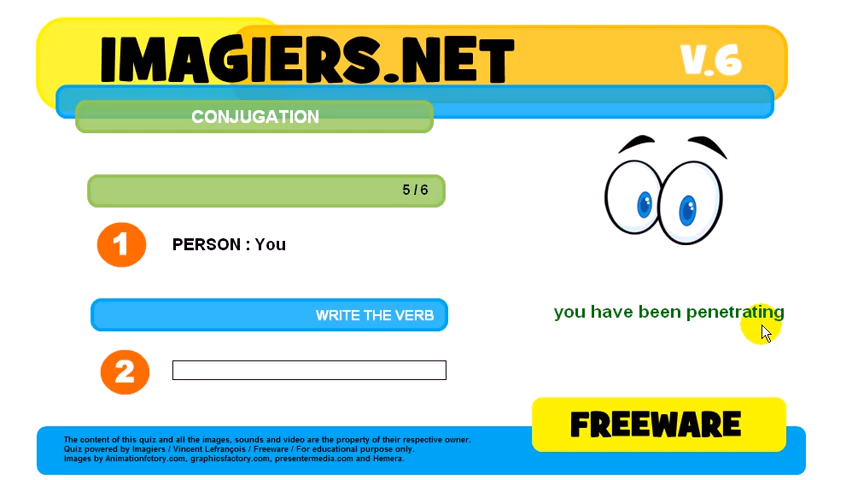 IMAGIERS.NET
V.6
CONJUGATION
5 / 6
1
PERSON : You
WRITE THE VERB
you have been penetrating
2
FREEWARE
The content of this quiz and all the images, sounds and video are the property of their respective owner.
Quiz powered by Imagiers / Vincent Lefrançois / Freeware / For educational purpose only.
Images by Animationfctory.com, graphicsfactory.com, presentermedia.com and Hemera.